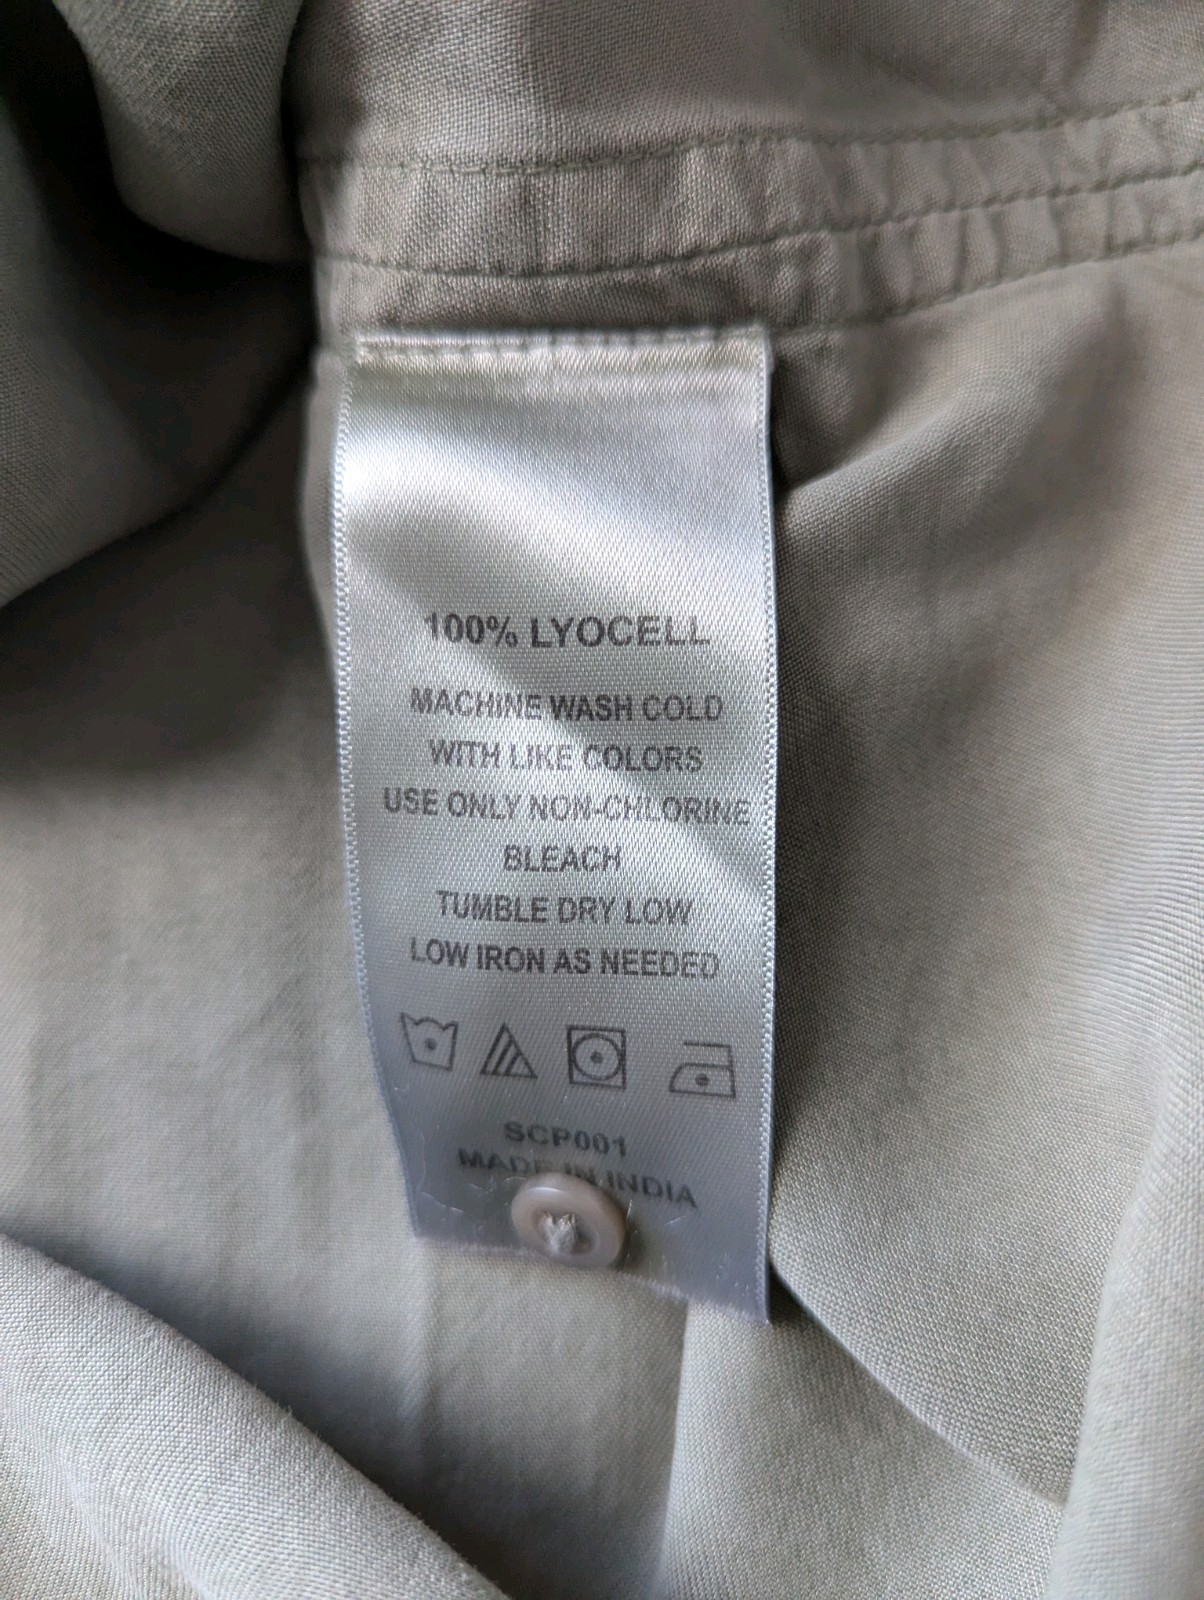 100% LYOCELL
MACHINE WASH COLD
WITH LIKE COLORS
USE ONLY NON-CHLORINE
BLEACH
TUMBLE DRY LOW
LOW IRON AS NEEDED
SCP001
MADE IN INDIA